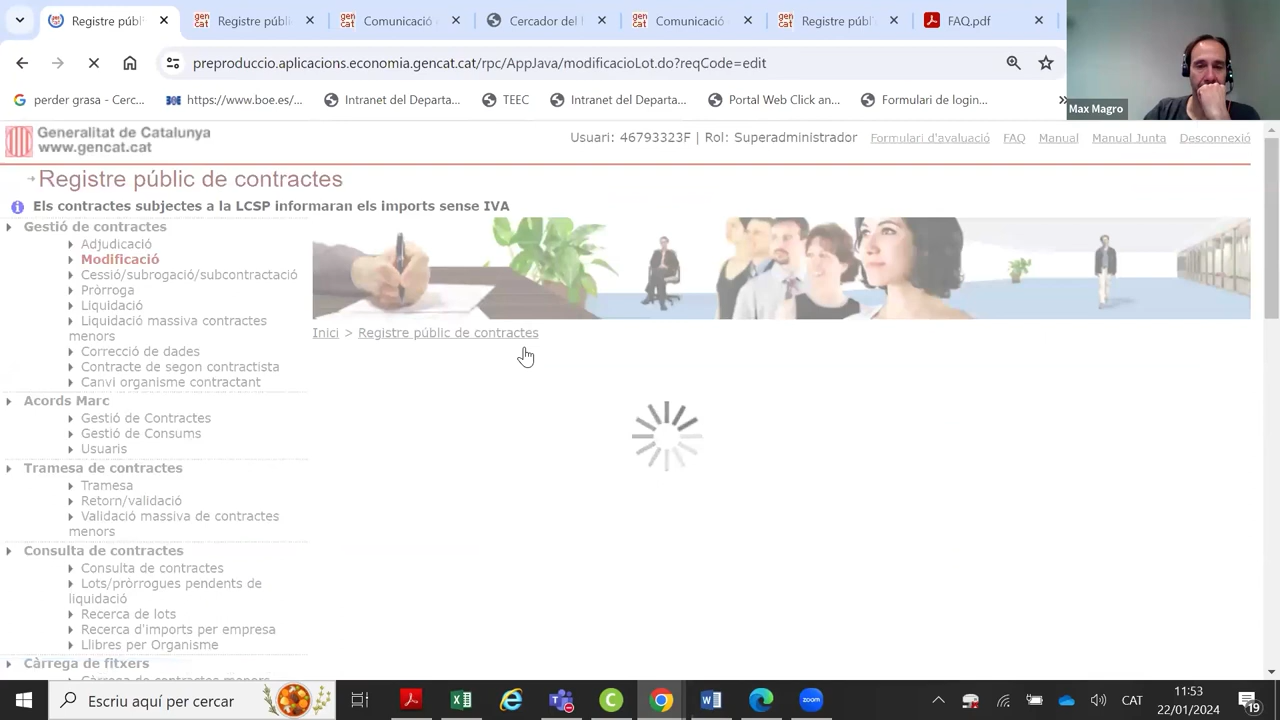 Registre públ
Registre públ
Comunicació
Cercador del
Comunicació
Registre públ
FAQ.pdf
preproduccio.aplicacions.economia.gencat.cat/rpc/AppJava/modificacioLot.do?reqCode=edit
perder grasa - Cerc...
https://www.boe.es/...
Intranet del Departa...
TEEC
Intranet del Departa...
Portal Web Click an...
Formulari de login...
Max Magro
Generalitat de Catalunya
www.gencat.cat
Usuari: 46793323F | Rol: Superadministrador
Formulari d'avaluació
FAQ
Manual
Manual Junta
Desconnexió
Registre públic de contractes
Els contractes subjectes a la LCSP informaran els imports sense IVA
Gestió de contractes
Adjudicació
Modificació
Cessió/subrogació/subcontractació
Pròrroga
Liquidació
Liquidació massiva contractes
menors
Correcció de dades
Contracte de segon contractista
Canvi organisme contractant
Acords Marc
Gestió de Contractes
Gestió de Consums
Usuaris
Tramesa de contractes
Tramesa
Retorn/validació
Validació massiva de contractes
menors
Consulta de contractes
Consulta de contractes
Lots/pròrrogues pendents de
liquidació
Recerca de lots
Recerca d'imports per empresa
Llibres per Organisme
Càrrega de fitxers
Càrrega de contractes menors
Inici > Registre públic de contractes
Escriu aquí per cercar
CAT
11:53
22/01/2024
19